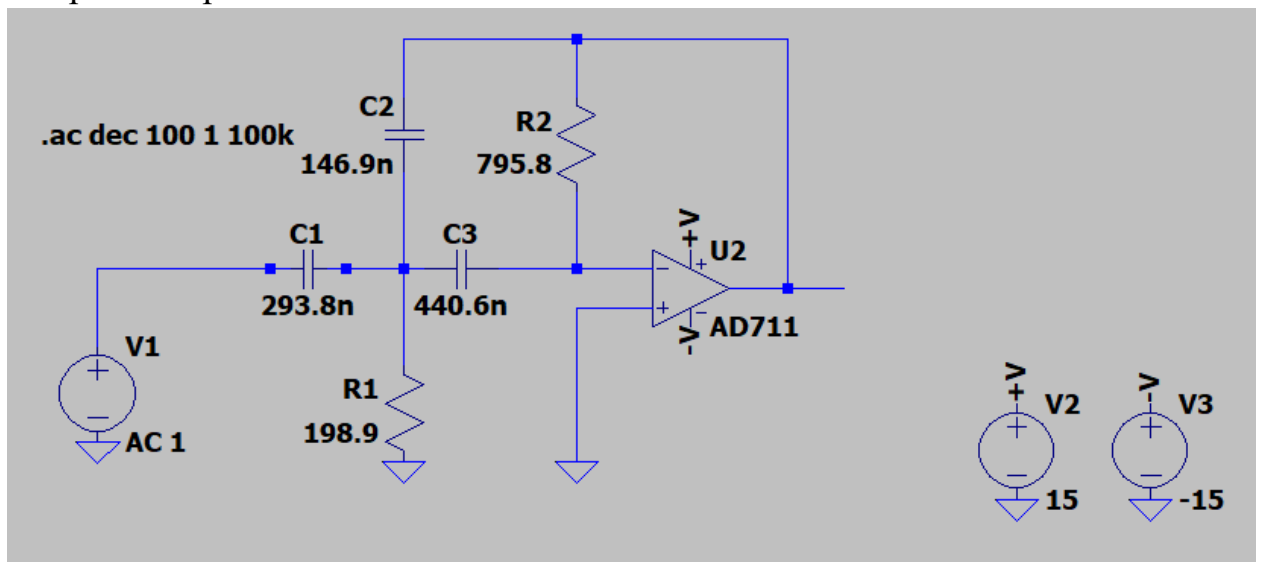 C2
.ac dec 100 1 100k
146.9n
R2
795.8
C1
293.8n
C3
440.6n
+V
U2
-V
AD711
V1
AC 1
R1
198.9
+V
V2
15
-V
V3
-15